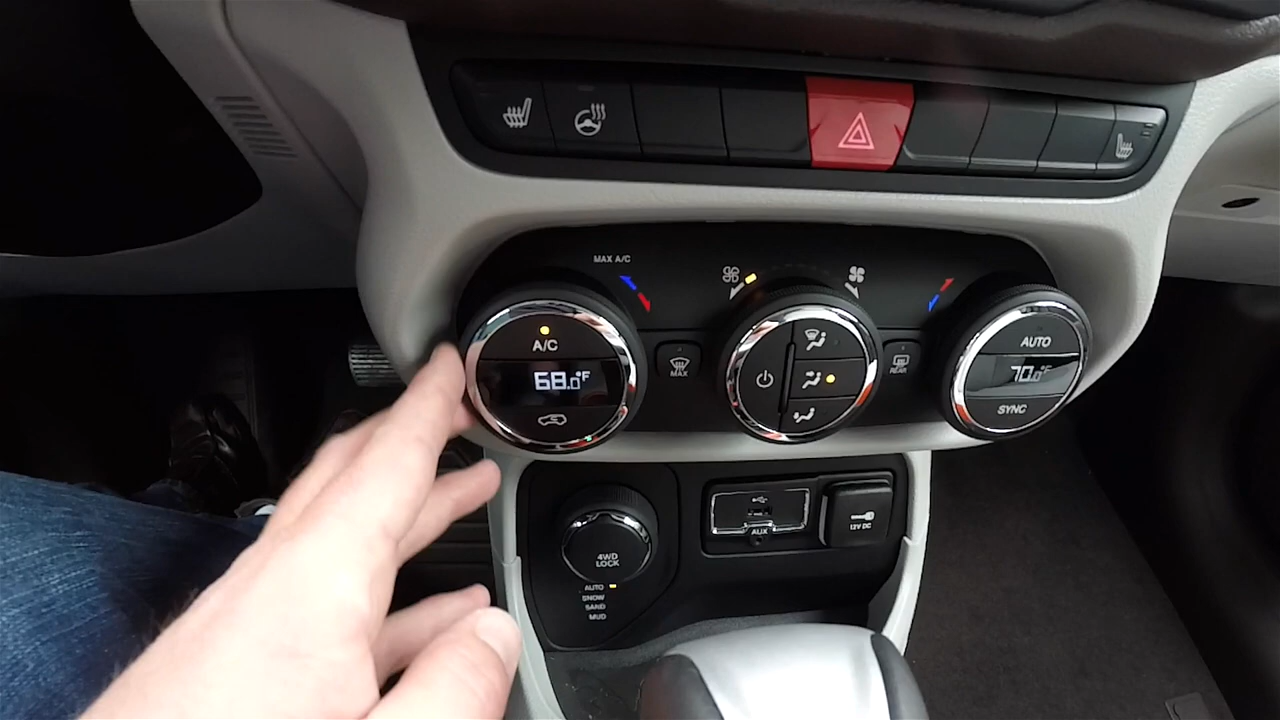 MAX A/C
A/C
68.0°F
MAX
REAR
AUTO
70.0°F
SYNC
4WD
LOCK
AUTO
SNOW
SAND
MUD
AUX
12V DC